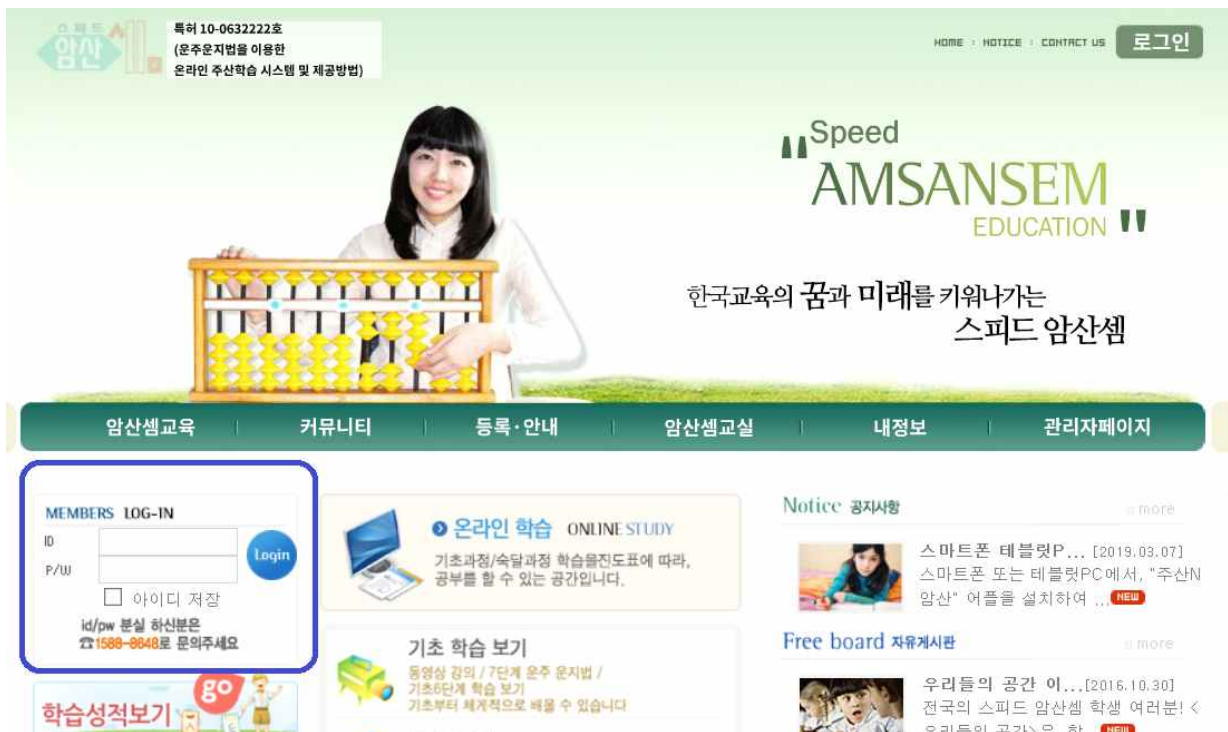 스피드
암산셈
특허 10-0632222호
(운주운지법을 이용한
온라인 주산학습 시스템 및 제공방법)
HOME : NOTICE : CONTACT US 로그인
"Speed
AMSANSEM
EDUCATION "
한국교육의 꿈과 미래를 키워나가는
스피드 암산셈
암산셈교육 커뮤니티 등록·안내 암산셈교실 내정보 관리자페이지
MEMBERS LOG-IN
ID
P/W
Login
아이디 저장
id/pw 분실 하신분은
☎1588-8648로 문의주세요
go
학습성적보기
온라인 학습 ONLINE STUDY
기초과정/숙달과정 학습을진도표에 따라,
공부를 할 수 있는 공간입니다.
기초 학습 보기
동영상 강의 / 7단계 운주 운지법 /
기초6단계 학습 보기
기초부터 체계적으로 배울 수 있습니다
Notice 공지사항 more
스마트폰 테블릿P... [2019.03.07]
스마트폰 또는 테블릿PC에서, "주산N
암산" 어플을 설치하여 ... NEW
Free board 자유게시판 more
우리들의 공간 이...[2016.10.30]
전국의 스피드 암산셈 학생 여러분! <
NEW